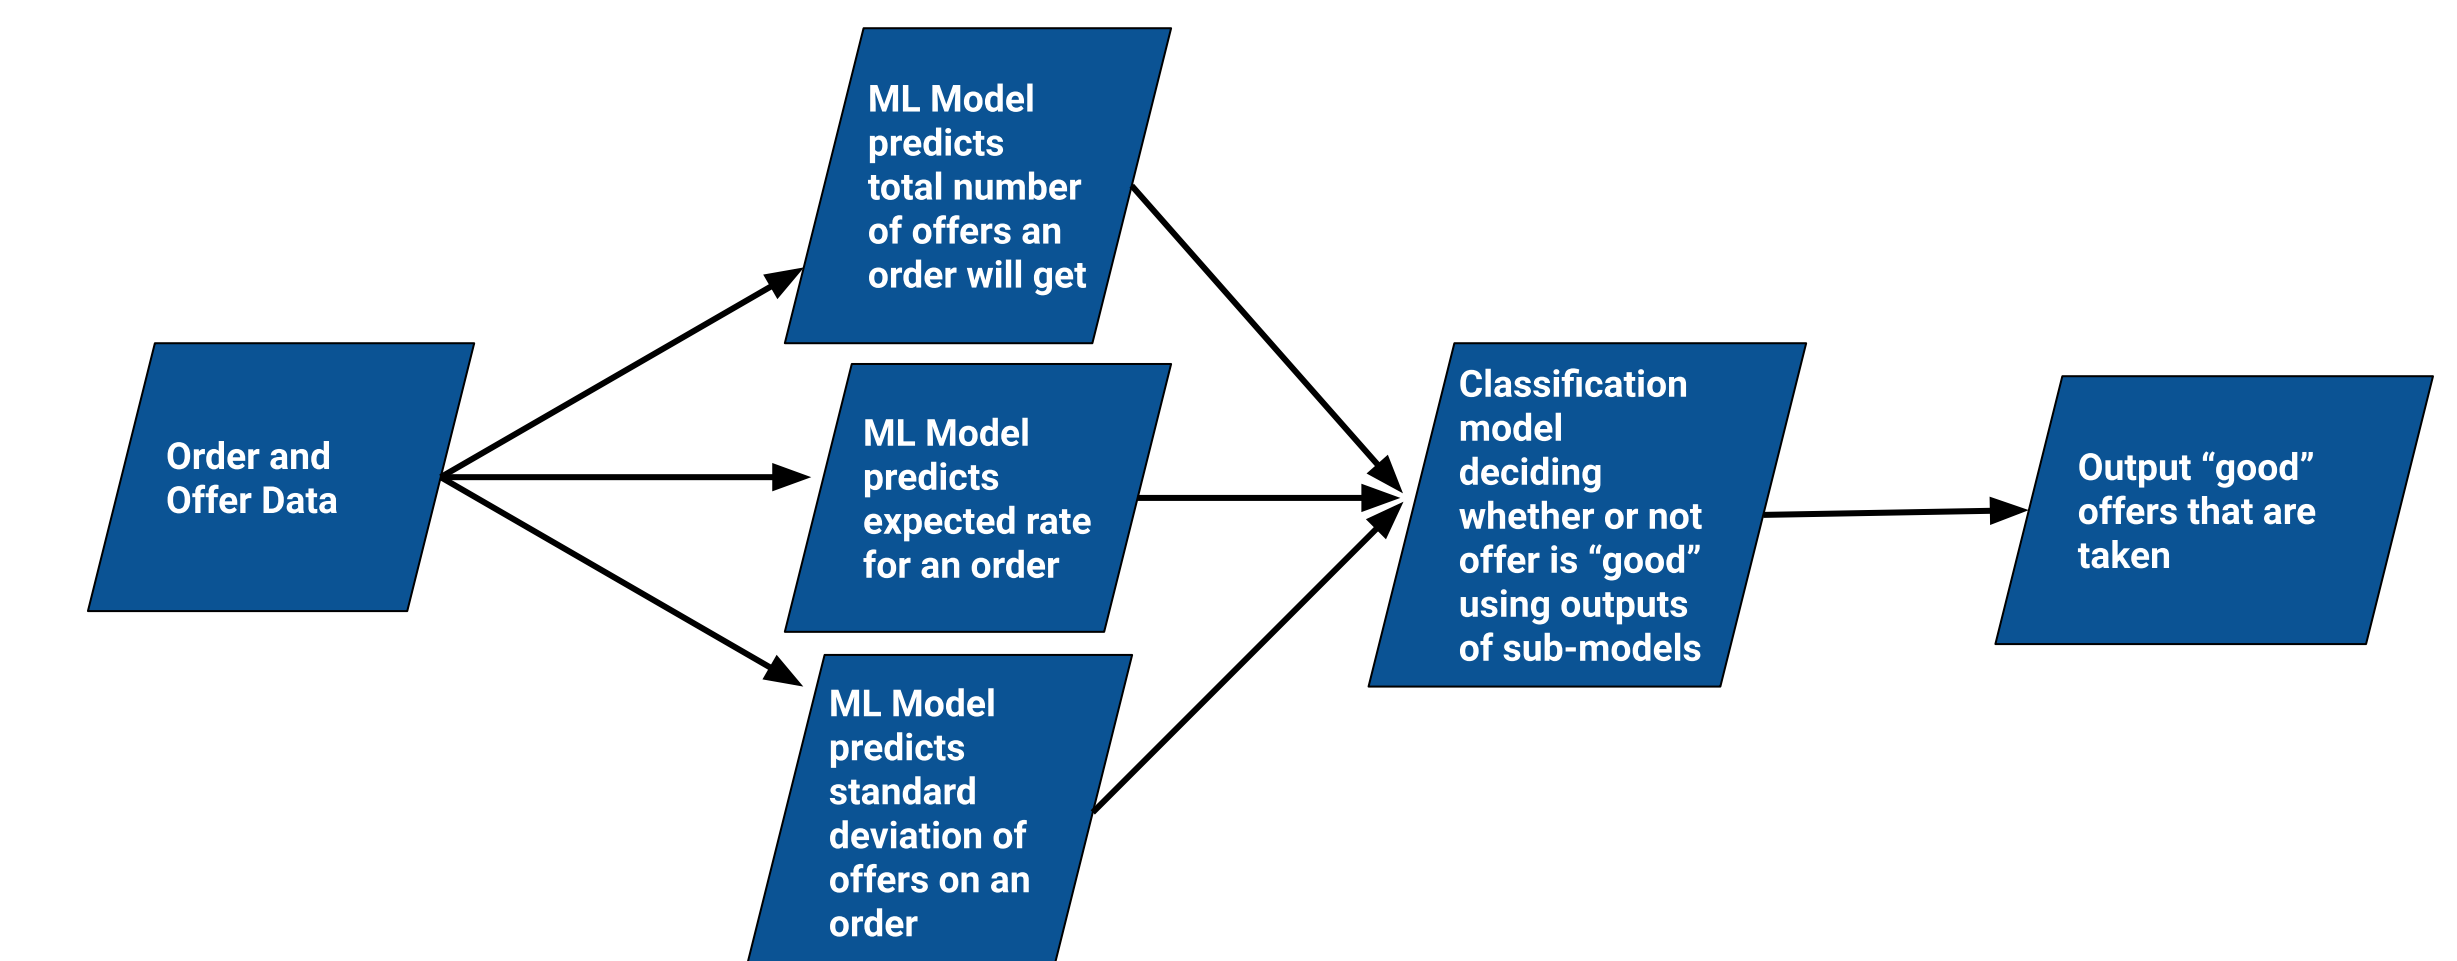 Order and
Offer Data
ML Model
predicts
total number
of offers an
order will get
ML Model
predicts
expected rate
for an order
ML Model
predicts
standard
deviation of
offers on an
order
Classification
model
deciding
whether or not
offer is “good”
using outputs
of sub-models
Output “good”
offers that are
taken